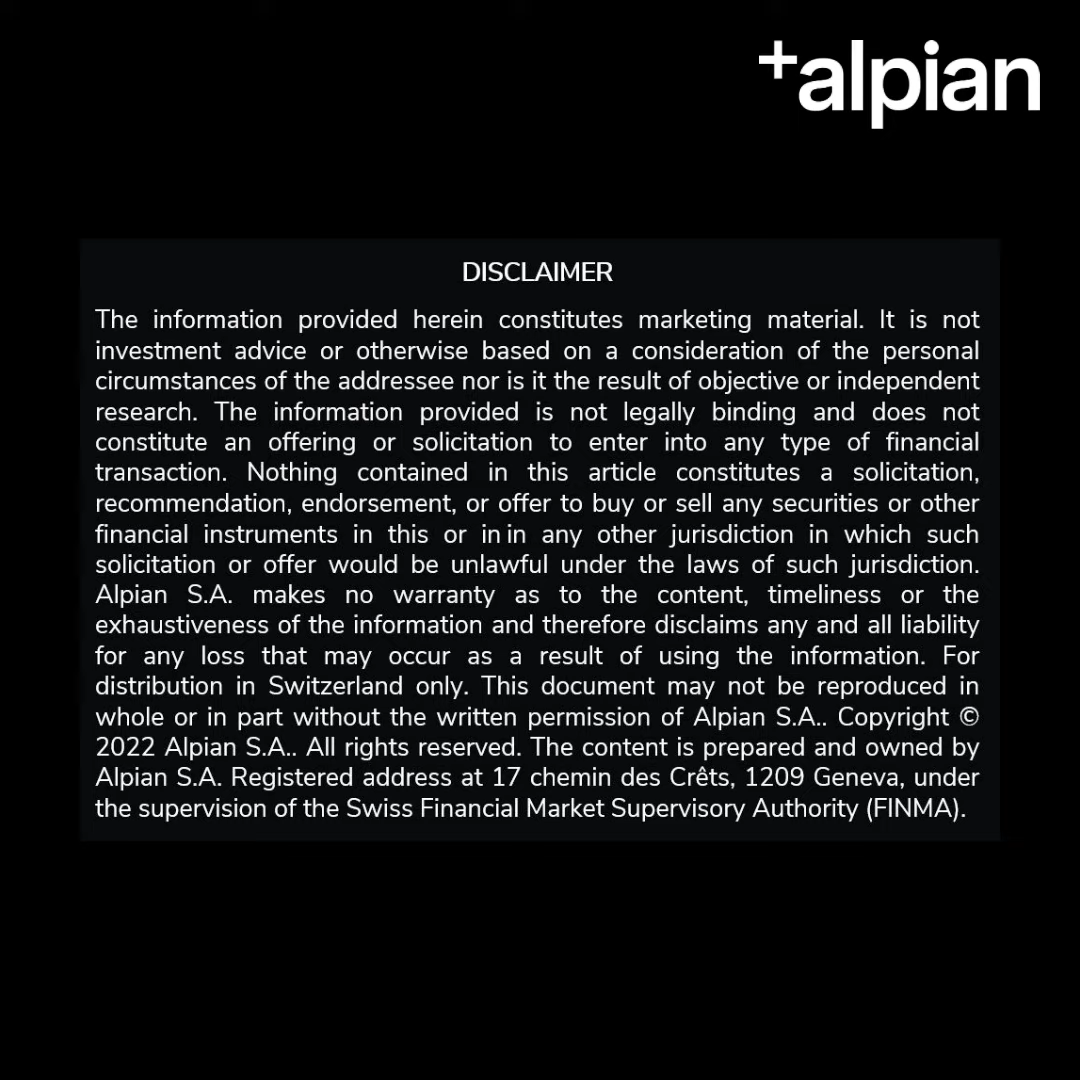 +alpian
DISCLAIMER
The information provided herein constitutes marketing material. It is not
investment advice or otherwise based on a consideration of the personal
circumstances of the addressee nor is it the result of objective or independent
research. The information provided is not legally binding and does not
constitute an offering or solicitation to enter into any type of financial
transaction. Nothing contained in this article constitutes a solicitation,
recommendation, endorsement, or offer to buy or sell any securities or other
financial instruments in this or in in any other jurisdiction in which such
solicitation or offer would be unlawful under the laws of such jurisdiction.
Alpian S.A. makes no warranty as to the content, timeliness or the
exhaustiveness of the information and therefore disclaims any and all liability
for any loss that may occur as a result of using the information. For
distribution in Switzerland only. This document may not be reproduced in
whole or in part without the written permission of Alpian S.A.. Copyright ©
2022 Alpian S.A.. All rights reserved. The content is prepared and owned by
Alpian S.A. Registered address at 17 chemin des Crêts, 1209 Geneva, under
the supervision of the Swiss Financial Market Supervisory Authority (FINMA).